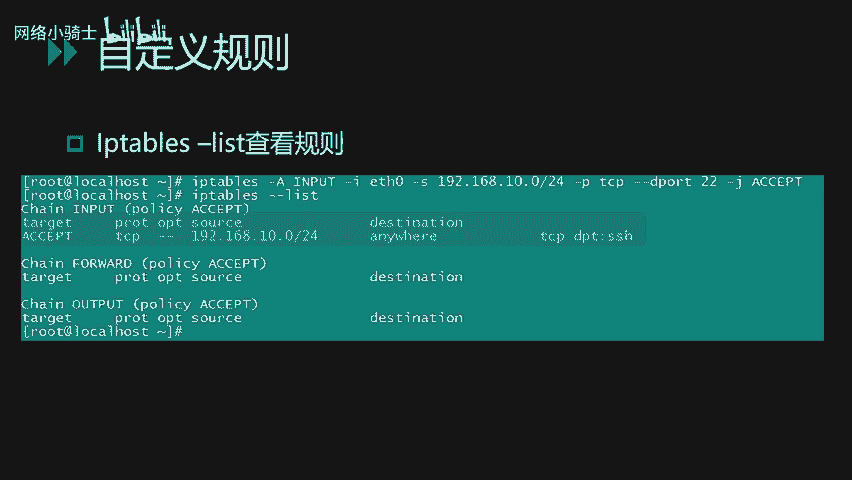 网络小骑士 bilibili
自定义规则
Iptables –list查看规则
[root@localhost ~]# iptables -A INPUT -i eth0 -s 192.168.10.0/24 -p tcp --dport 22 -j ACCEPT
[root@localhost ~]# iptables --list
Chain INPUT (policy ACCEPT)
target prot opt source destination
ACCEPT tcp -- 192.168.10.0/24 anywhere tcp dpt:ssh
Chain FORWARD (policy ACCEPT)
target prot opt source destination
Chain OUTPUT (policy ACCEPT)
target prot opt source destination
[root@localhost ~]#